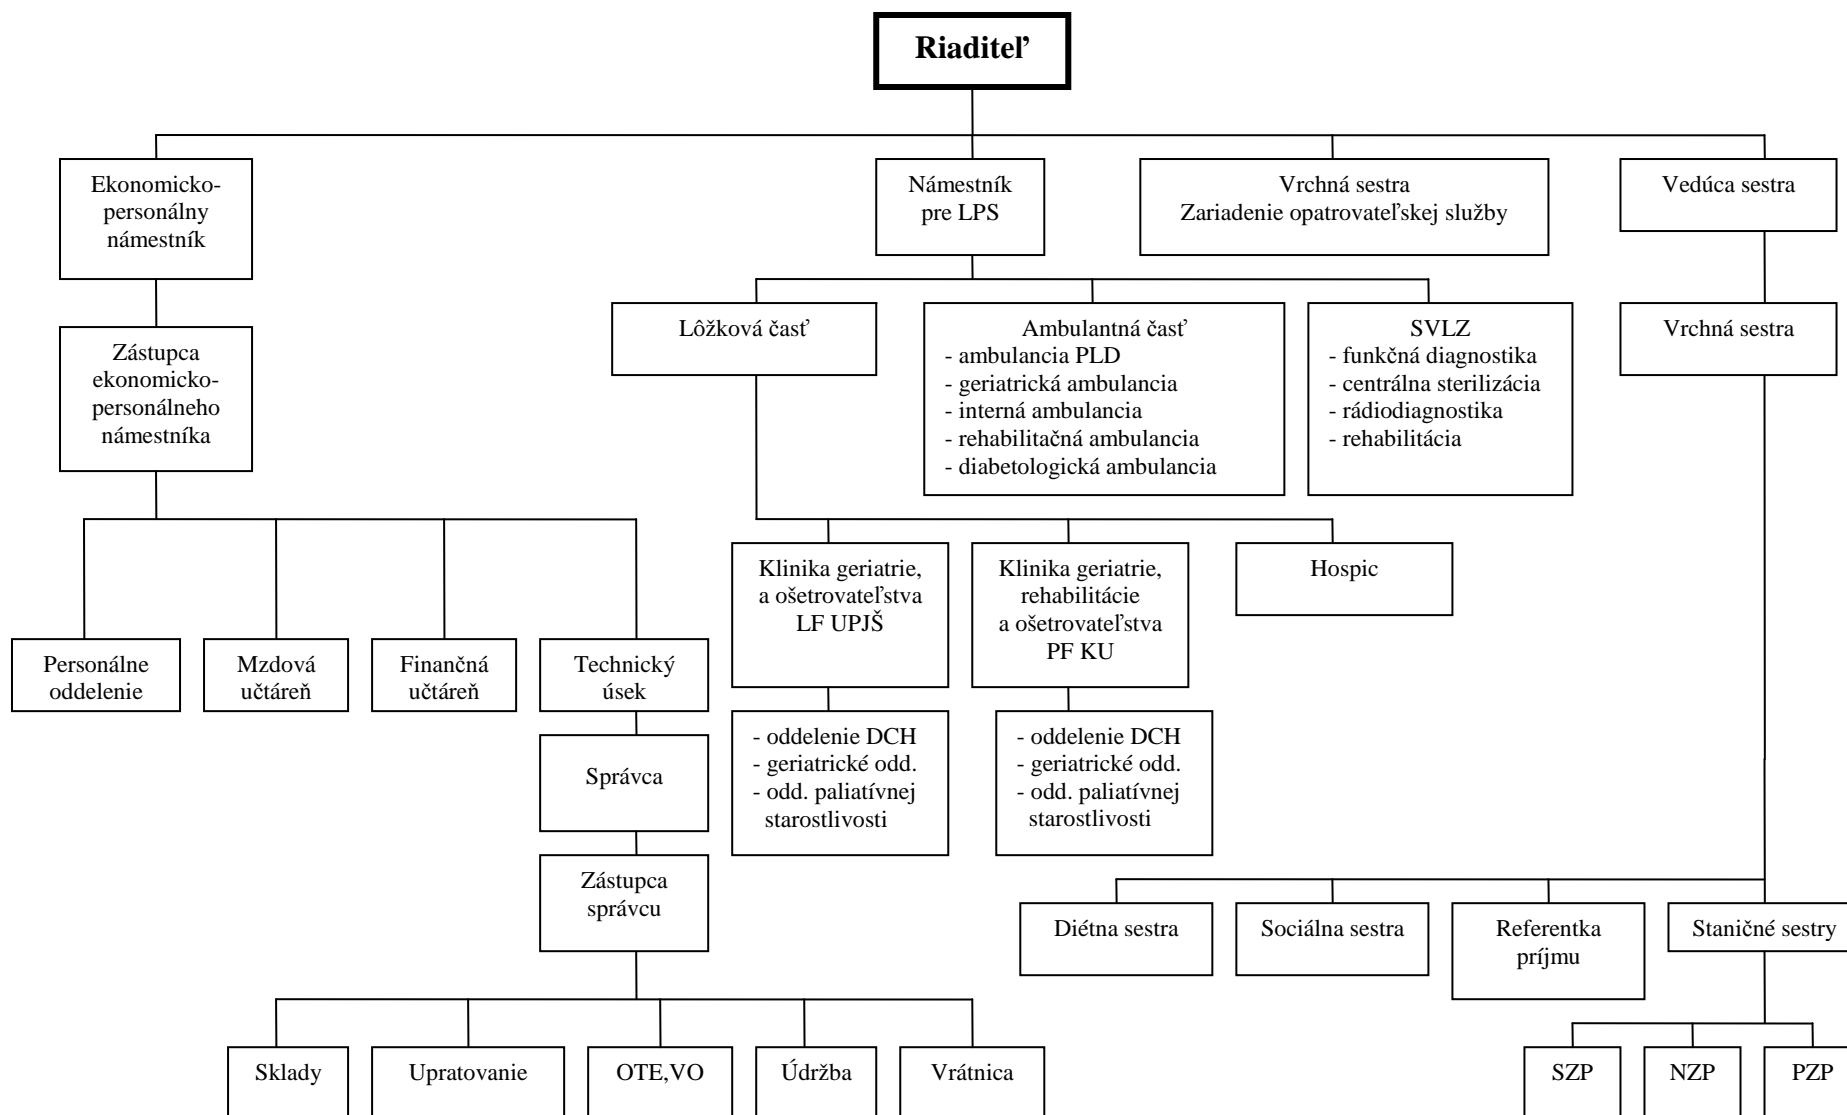 Riaditeľ
Ekonomicko-
personálny
námestník
Námestník
pre LPS
Vrchná sestra
Zariadenie opatrovateľskej služby
Vedúca sestra
Zástupca
ekonomicko-
personálneho
námestníka
Lôžková časť
Ambulantná časť
- ambulancia PLD
- geriatrická ambulancia
- interná ambulancia
- rehabilitačná ambulancia
- diabetologická ambulancia
SVLZ
- funkčná diagnostika
- centrálna sterilizácia
- rádiodiagnostika
- rehabilitácia
Vrchná sestra
Klinika geriatrie,
a ošetrovateľstva
LF UPJŠ
Klinika geriatrie,
rehabilitácie
a ošetrovateľstva
PF KU
Hospic
Personálne
oddelenie
Mzdová
učtáreň
Finančná
učtáreň
Technický
úsek
- oddelenie DCH
- geriatrické odd.
- odd. paliatívnej
starostlivosti
- oddelenie DCH
- geriatrické odd.
- odd. paliatívnej
starostlivosti
Správca
Zástupca
správcu
Diétna sestra
Sociálna sestra
Referentka
príjmu
Staničné sestry
Sklady
Upratovanie
OTE,VO
Údržba
Vrátnica
SZP
NZP
PZP